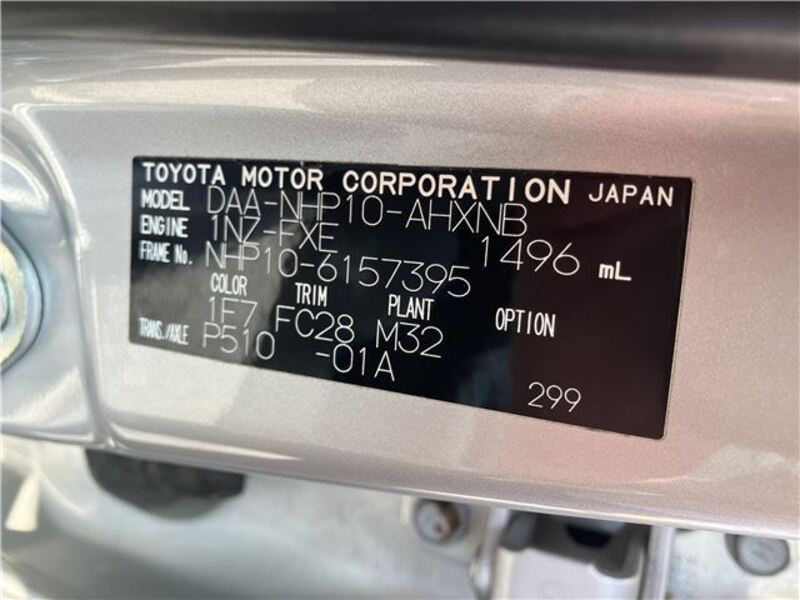 TOYOTA MOTOR CORPORATION JAPAN
MODEL DAA-NHP10-AHXNB
ENGINE 1NZ-FXE 1496 mL
FRAME No. NHP10-6157395
COLOR TRIM PLANT OPTION
1F7 FC28 M32
TRANS./AXLE P510 -01A
299